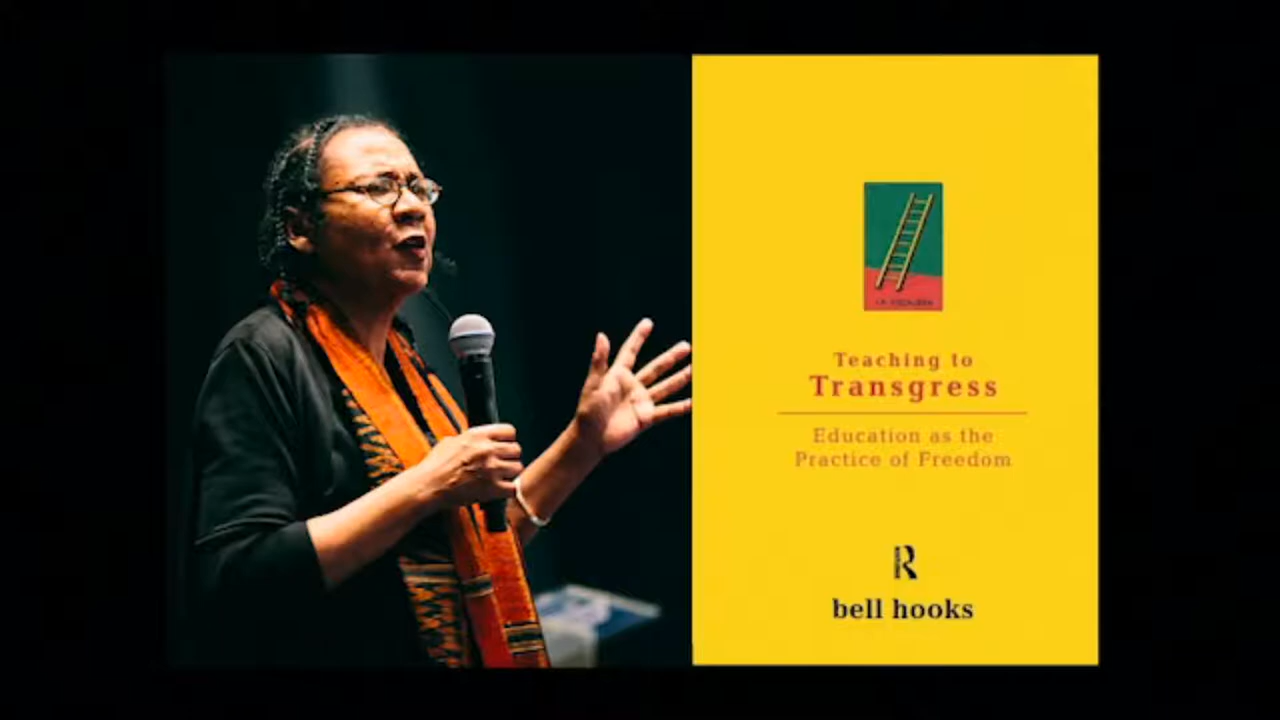 Teaching to
Transgress
Education as the
Practice of Freedom
R
bell hooks